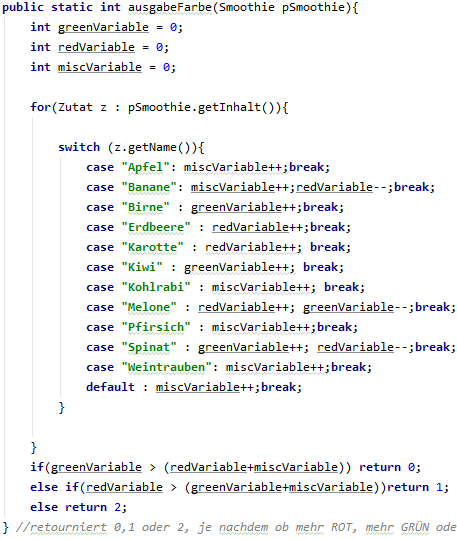 public static int ausgabeFarbe(Smoothie pSmoothie){
int greenVariable = 0;
int redVariable = 0;
int miscVariable = 0;
for(Zutat z : pSmoothie.getInhalt()){
switch (z.getName()){
case "Apfel": miscVariable++;break;
case "Banane": miscVariable++;redVariable--;break;
case "Birne" : greenVariable++;break;
case "Erdbeere" : redVariable++;break;
case "Karotte" : redVariable++; break;
case "Kiwi" : greenVariable++; break;
case "Kohlrabi" : miscVariable++; break;
case "Melone" : redVariable++; greenVariable--;break;
case "Pfirsich" : miscVariable++;break;
case "Spinat" : greenVariable++; redVariable--;break;
case "Weintrauben": miscVariable++;break;
default : miscVariable++;break;
}
}
if(greenVariable > (redVariable+miscVariable)) return 0;
else if(redVariable > (greenVariable+miscVariable))return 1;
else return 2;
} //retourniert 0,1 oder 2, je nachdem ob mehr ROT, mehr GRÜN ode